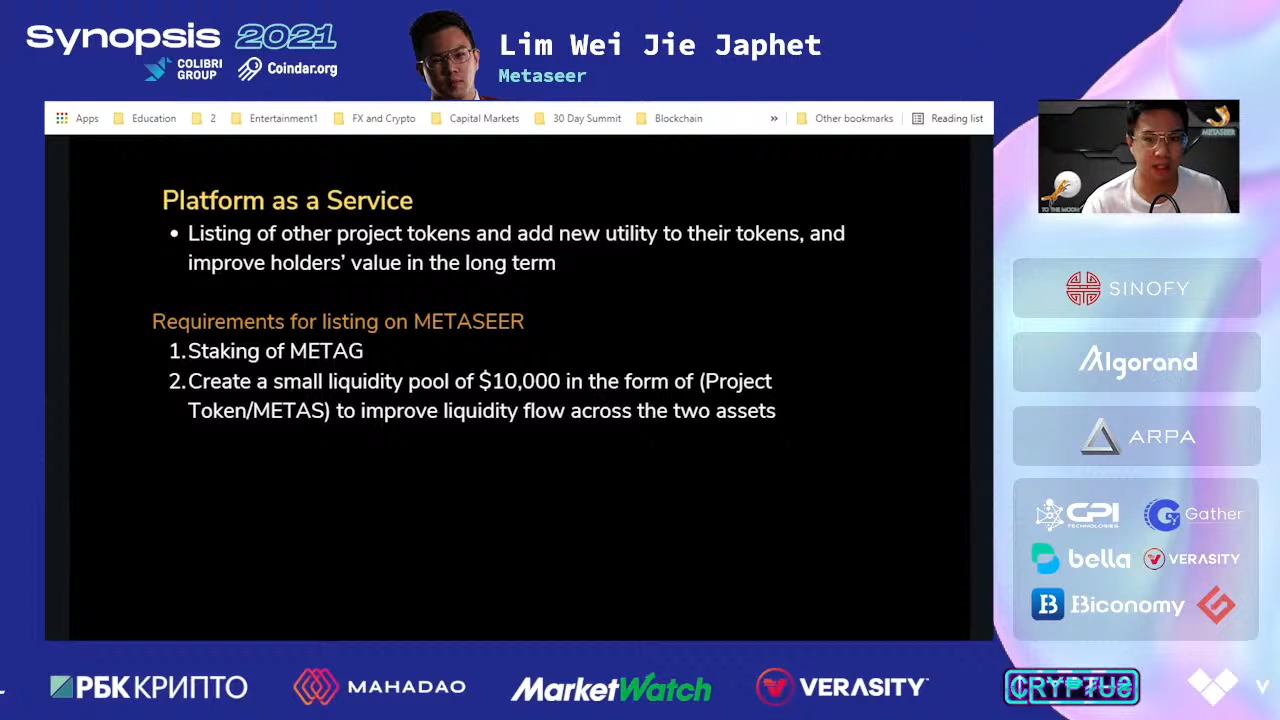 Synopsis 2021
COLIBRI GROUP
Coindar.org
Lim Wei Jie Japhet
Metaseer
Apps
Education
2
Entertainment1
FX and Crypto
Capital Markets
30 Day Summit
Blockchain
»
Other bookmarks
Reading list
Platform as a Service
• Listing of other project tokens and add new utility to their tokens, and
improve holders' value in the long term
Requirements for listing on METASEER
1. Staking of METAG
2. Create a small liquidity pool of $10,000 in the form of (Project
Token/METAS) to improve liquidity flow across the two assets
METASEER
TO THE MOON
SINOFY
Algorand
ARPA
CPI
TECHNOLOGIES
Gather
bella
VERASITY
Biconomy
РБК КРИПТО
MAHADAO
MarketWatch
VERASITY
V